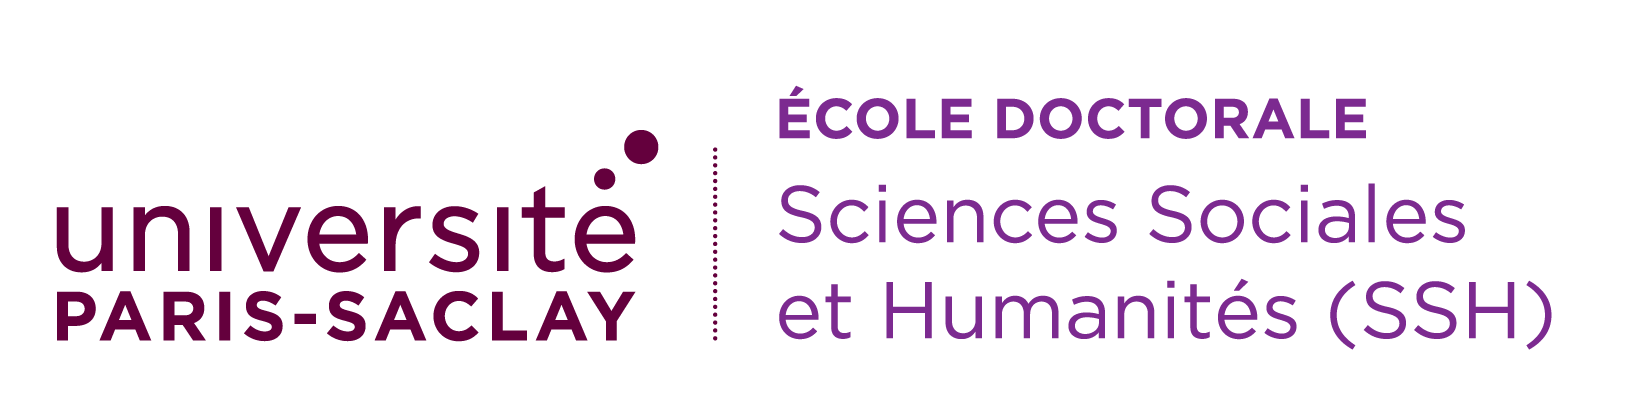 université
PARIS-SACLAY
ÉCOLE DOCTORALE
Sciences Sociales
et Humanités (SSH)